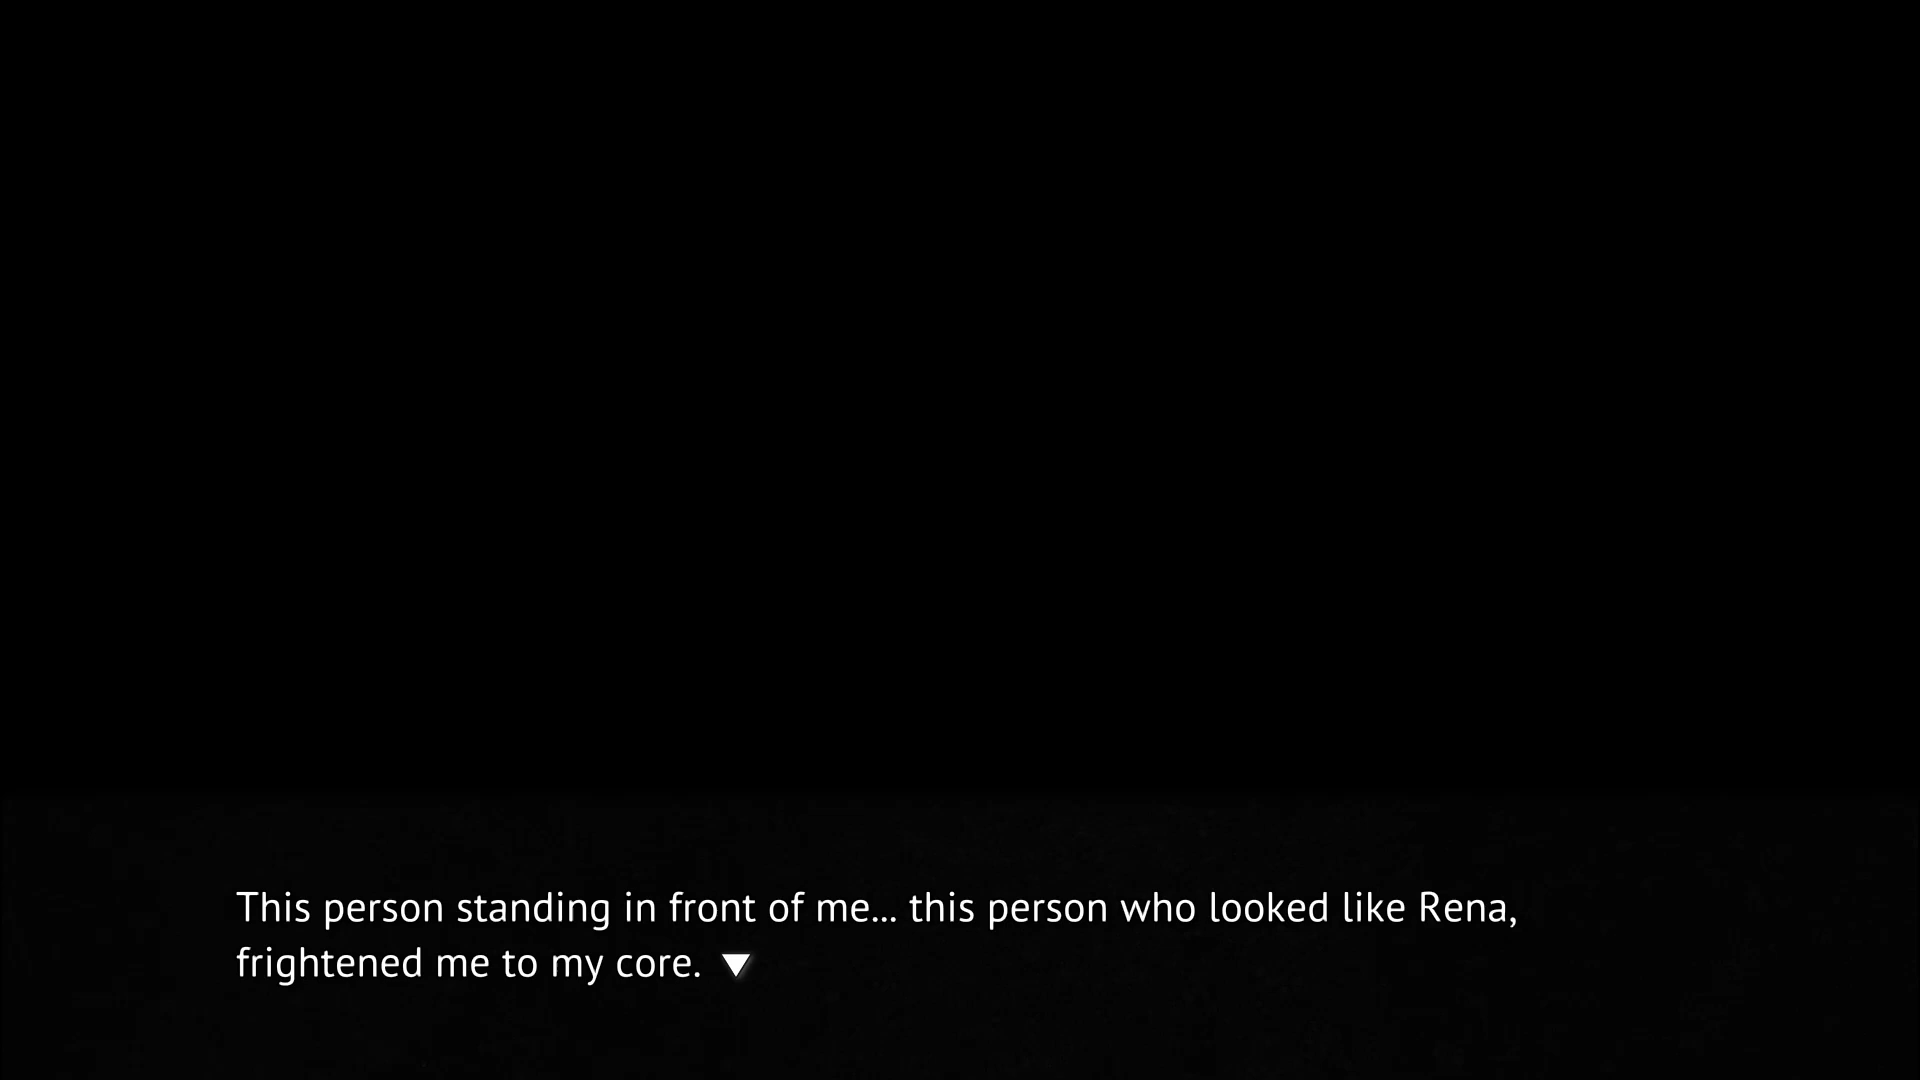 This person standing in front of me... this person who looked like Rena,
frightened me to my core.